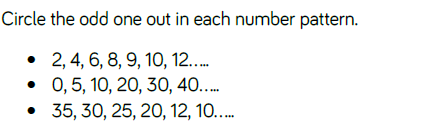 Circle the odd one out in each number pattern.
• 2, 4, 6, 8, 9, 10, 12.....
• 0, 5, 10, 20, 30, 40.....
• 35, 30, 25, 20, 12, 10.....